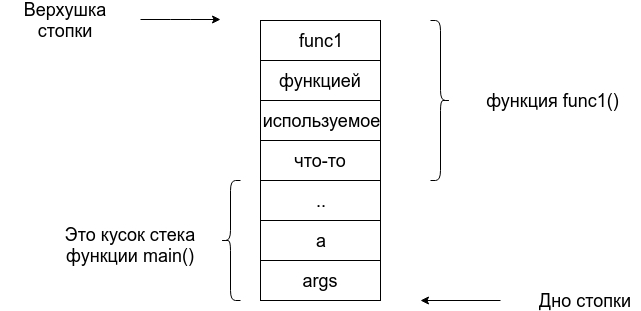 Верхушка
стопки
func1
функцией
используемое
что-то
функция func1()
..
a
args
Это кусок стека
функции main()
Дно стопки